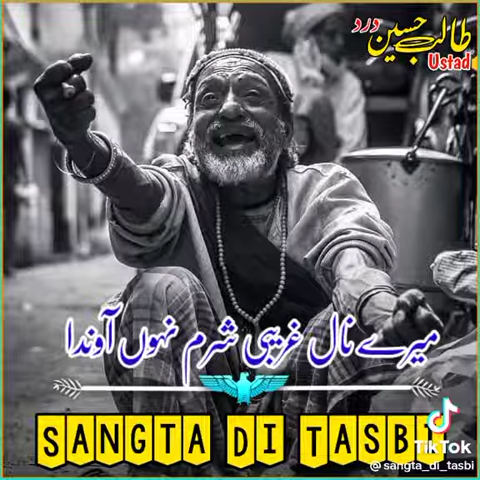 طالب حسین درد
Ustad
میرے نال غریبی شرم نہوں آوندا
SANGTA DI TASBI
TikTok
@sangta_di_tasbi